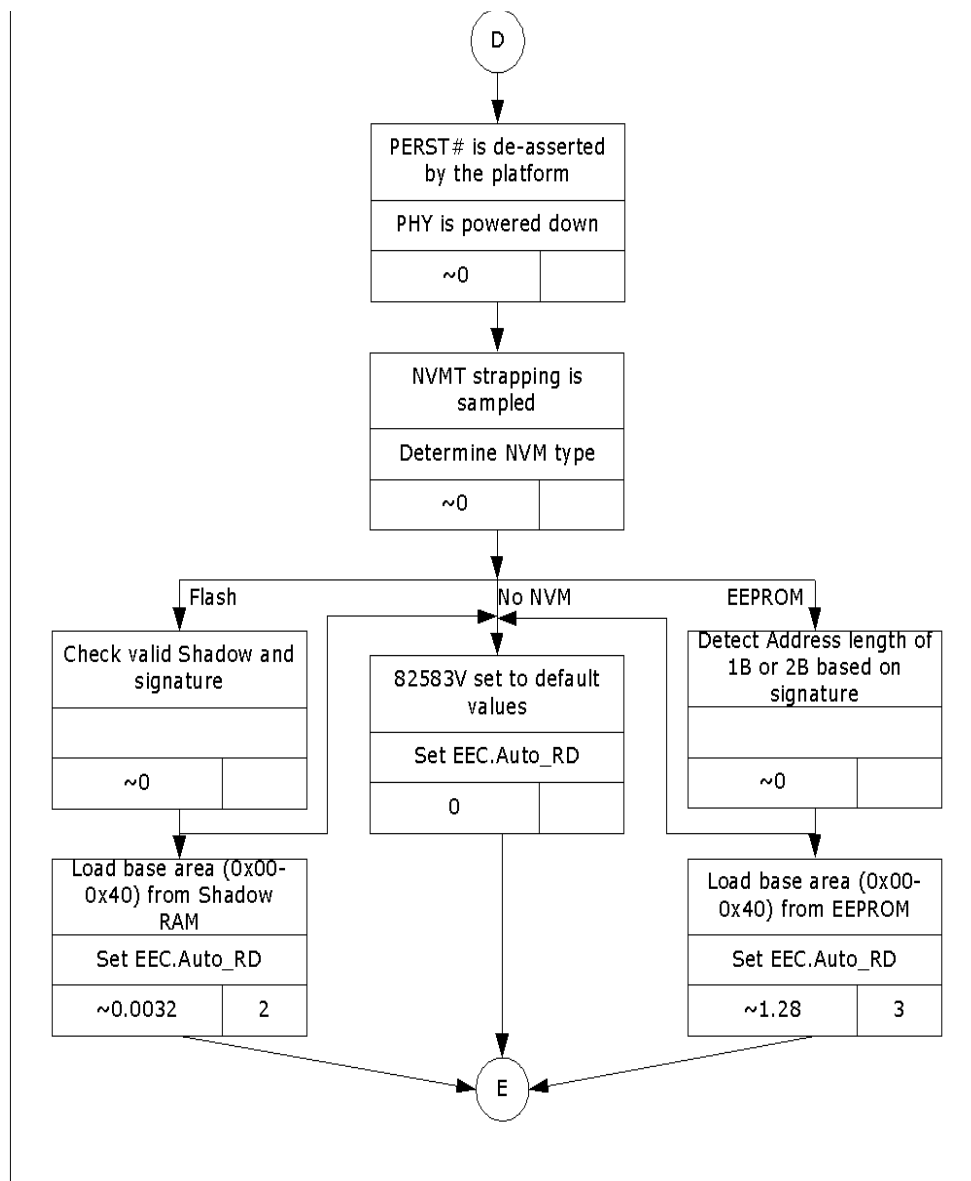 D
PERST# is de-asserted
by the platform
PHY is powered down
~0
NVMT strapping is
sampled
Determine NVM type
~0
Flash
No NVM
EEPROM
Check valid Shadow and
signature
~0
82583V set to default
values
Set EEC.Auto_RD
0
Detect Address length of
1B or 2B based on
signature
~0
Load base area (0x00-
0x40) from Shadow
RAM
Set EEC.Auto_RD
~0.0032 2
Load base area (0x00-
0x40) from EEPROM
Set EEC.Auto_RD
~1.28 3
E